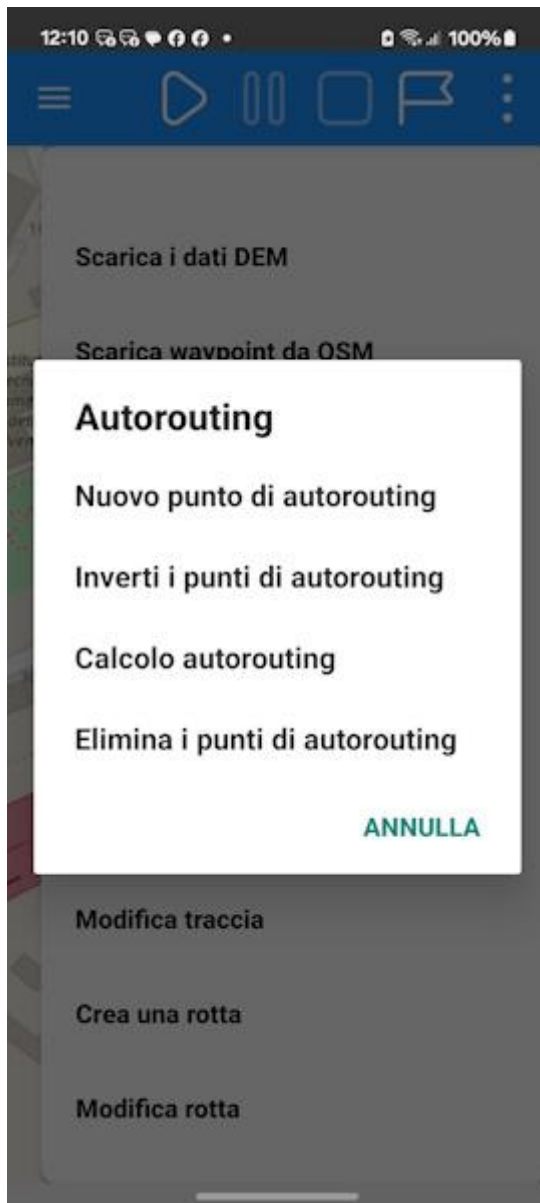 12:10
100%
Scarica i dati DEM
Scarica waypoint da OSM
Autorouting
Nuovo punto di autorouting
Inverti i punti di autorouting
Calcolo autorouting
Elimina i punti di autorouting
ANNULLA
Modifica traccia
Crea una rotta
Modifica rotta